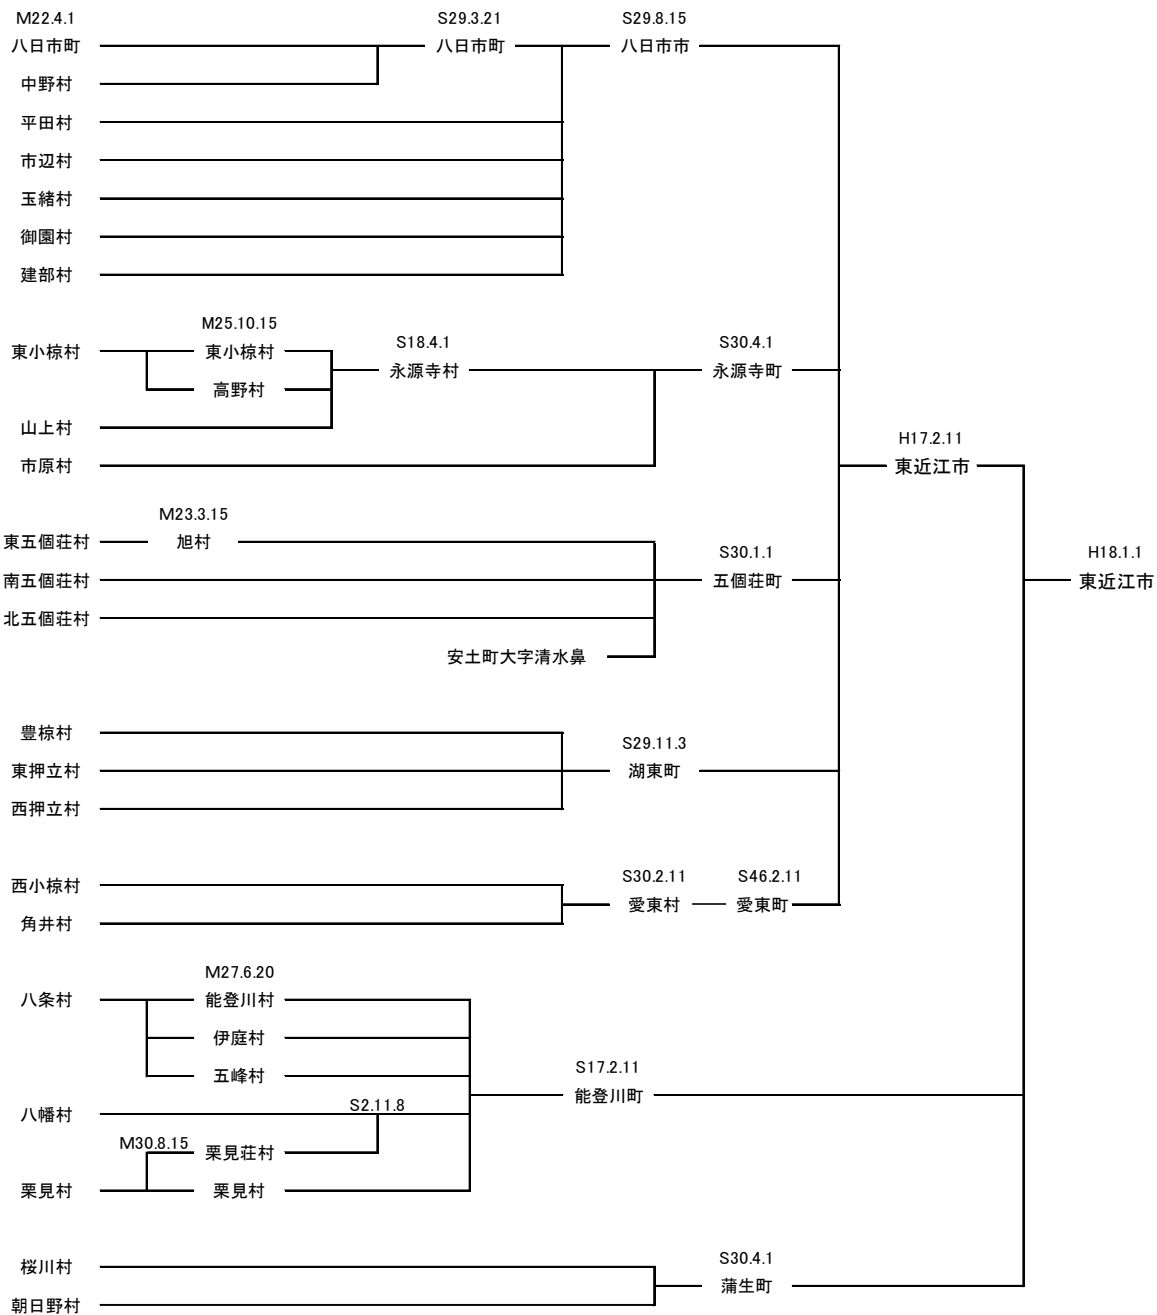 M22.4.1 S29.3.21 S29.8.15
八日市町 八日市町 八日市市
中野村
平田村
市辺村
玉緒村
御園村
建部村
M25.10.15
東小椋村 東小椋村
S18.4.1 S30.4.1
永源寺村 永源寺町
高野村
山上村
H17.2.11
市原村 東近江市
M23.3.15
東五個荘村 旭村
S30.1.1 H18.1.1
南五個荘村 五個荘町 東近江市
北五個荘村
安土町大字清水鼻
豊椋村
S29.11.3
東押立村 湖東町
西押立村
S30.2.11 S46.2.11
西小椋村
愛東村 愛東町
角井村
M27.6.20
八条村 能登川村
伊庭村
S17.2.11
五峰村
能登川町
S2.11.8
八幡村
M30.8.15
栗見荘村
栗見村 栗見村
S30.4.1
桜川村
蒲生町
朝日野村